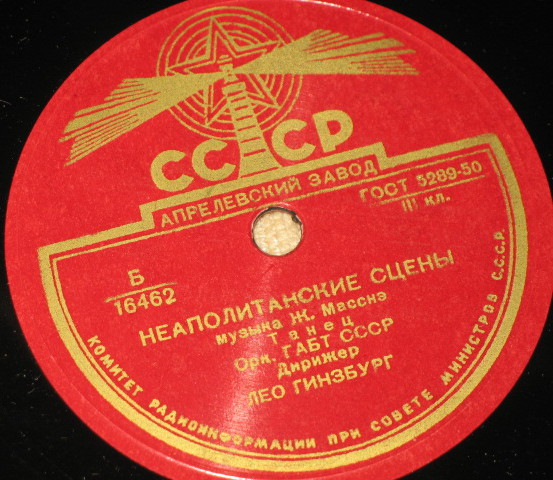 СССР
АПРЕЛЕВСКИЙ ЗАВОД
ГОСТ 5289-50
III кл.
Б
16462
НЕАПОЛИТАНСКИЕ СЦЕНЫ
музыка Ж. Масснэ
Танец
Орк. ГАБТ СССР
Дирижер
ЛЕО ГИНЗБУРГ
КОМИТЕТ РАДИОИНФОРМАЦИИ ПРИ СОВЕТЕ МИНИСТРОВ С.С.С.Р.